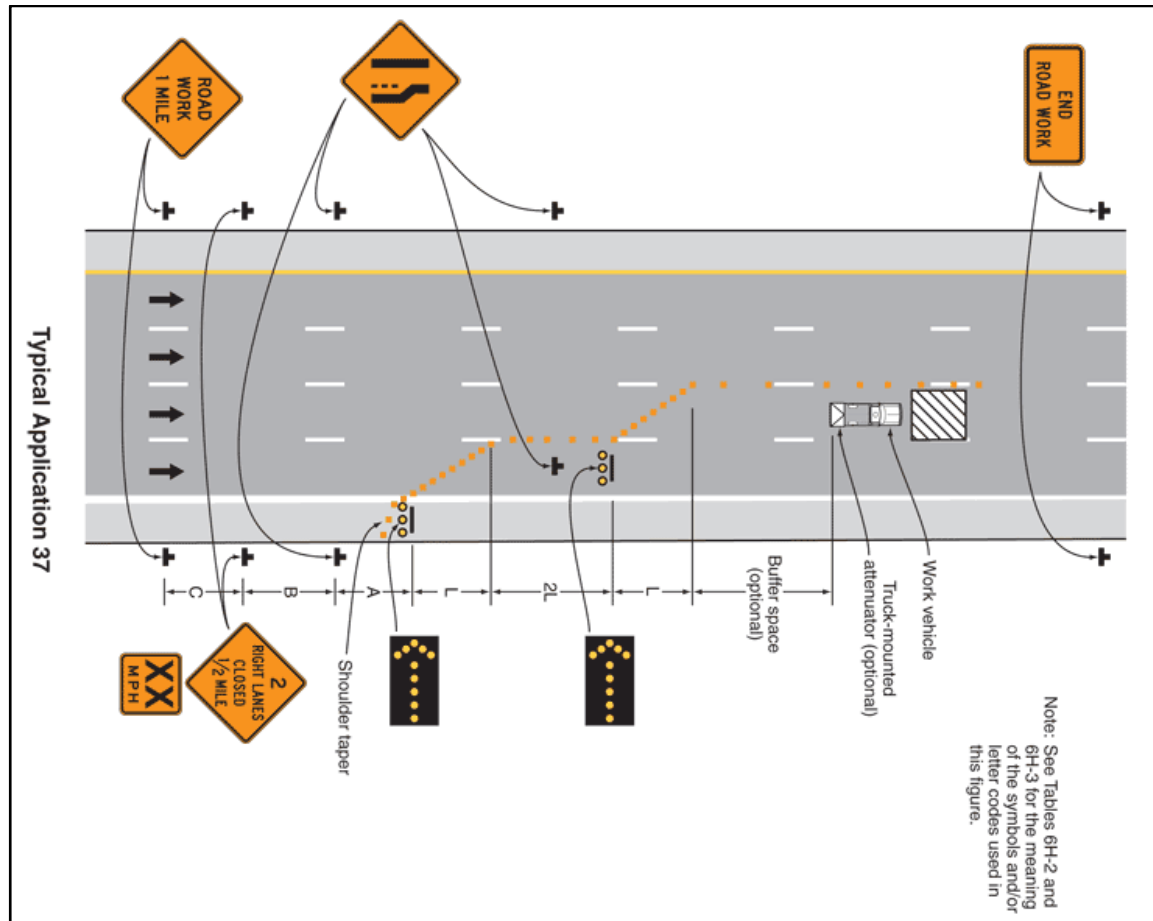 ROAD
WORK
1 MILE
END
ROAD WORK
2
RIGHT LANES
CLOSED
1/2 MILE
XX
MPH
Shoulder taper
A
B
C
L
2L
L
Buffer space
(optional)
Truck-mounted
attenuator (optional)
Work vehicle
Note: See Tables 6H-2 and
6H-3 for the meaning
of the symbols and/or
letter codes used in
this figure.
Typical Application 37